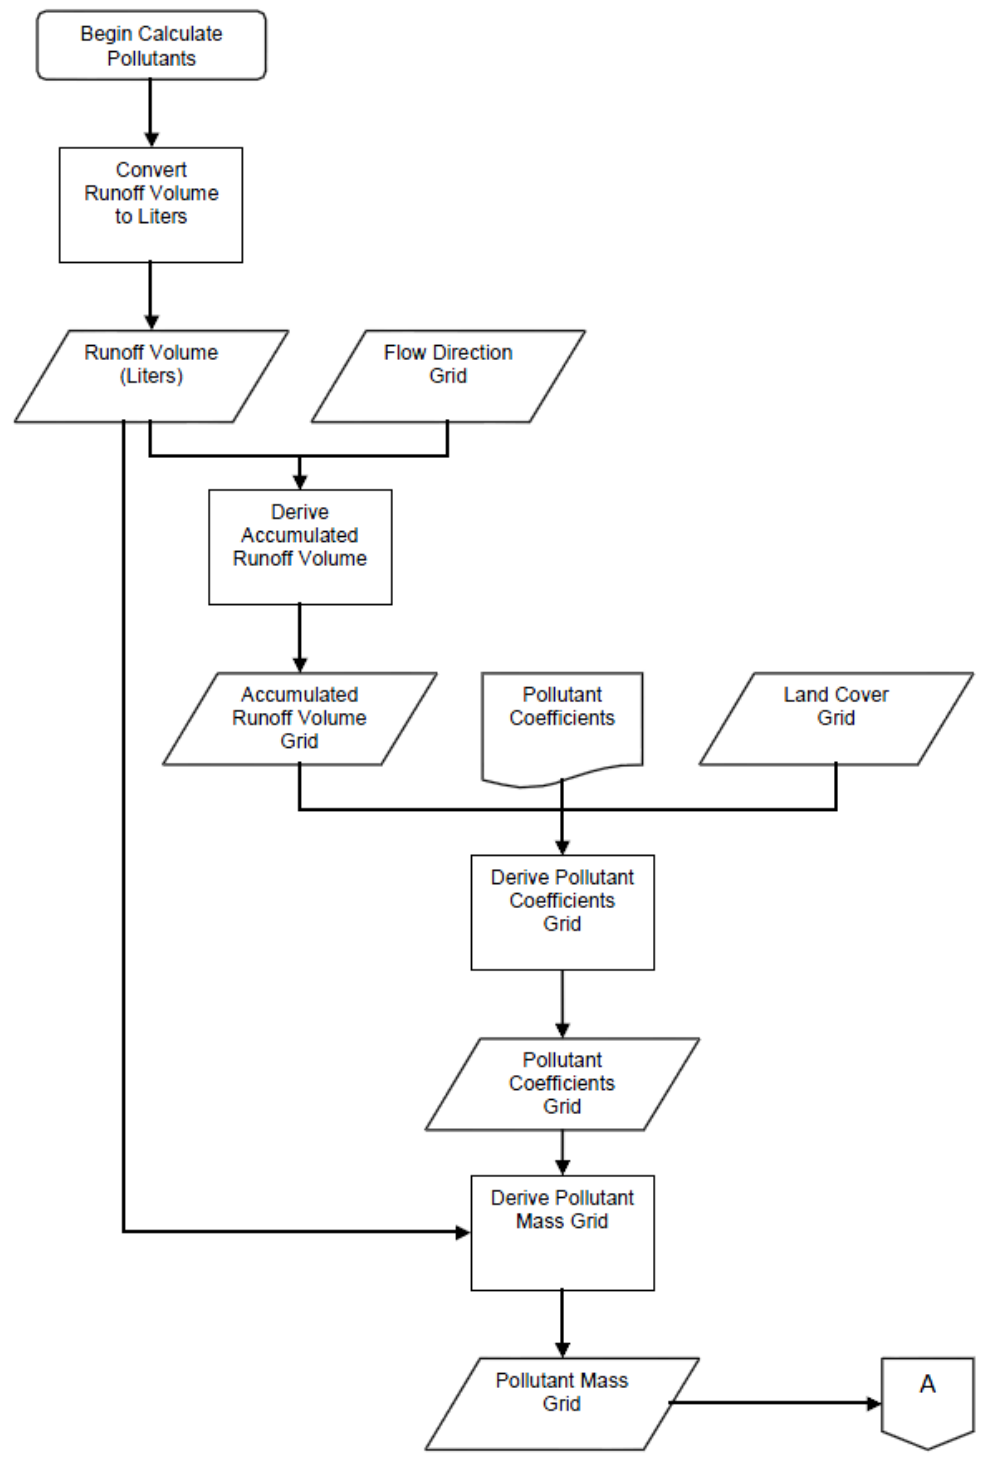 Begin Calculate
Pollutants
Convert
Runoff Volume
to Liters
Runoff Volume
(Liters)
Flow Direction
Grid
Derive
Accumulated
Runoff Volume
Accumulated
Runoff Volume
Grid
Pollutant
Coefficients
Land Cover
Grid
Derive Pollutant
Coefficients
Grid
Pollutant
Coefficients
Grid
Derive Pollutant
Mass Grid
Pollutant Mass
Grid
A